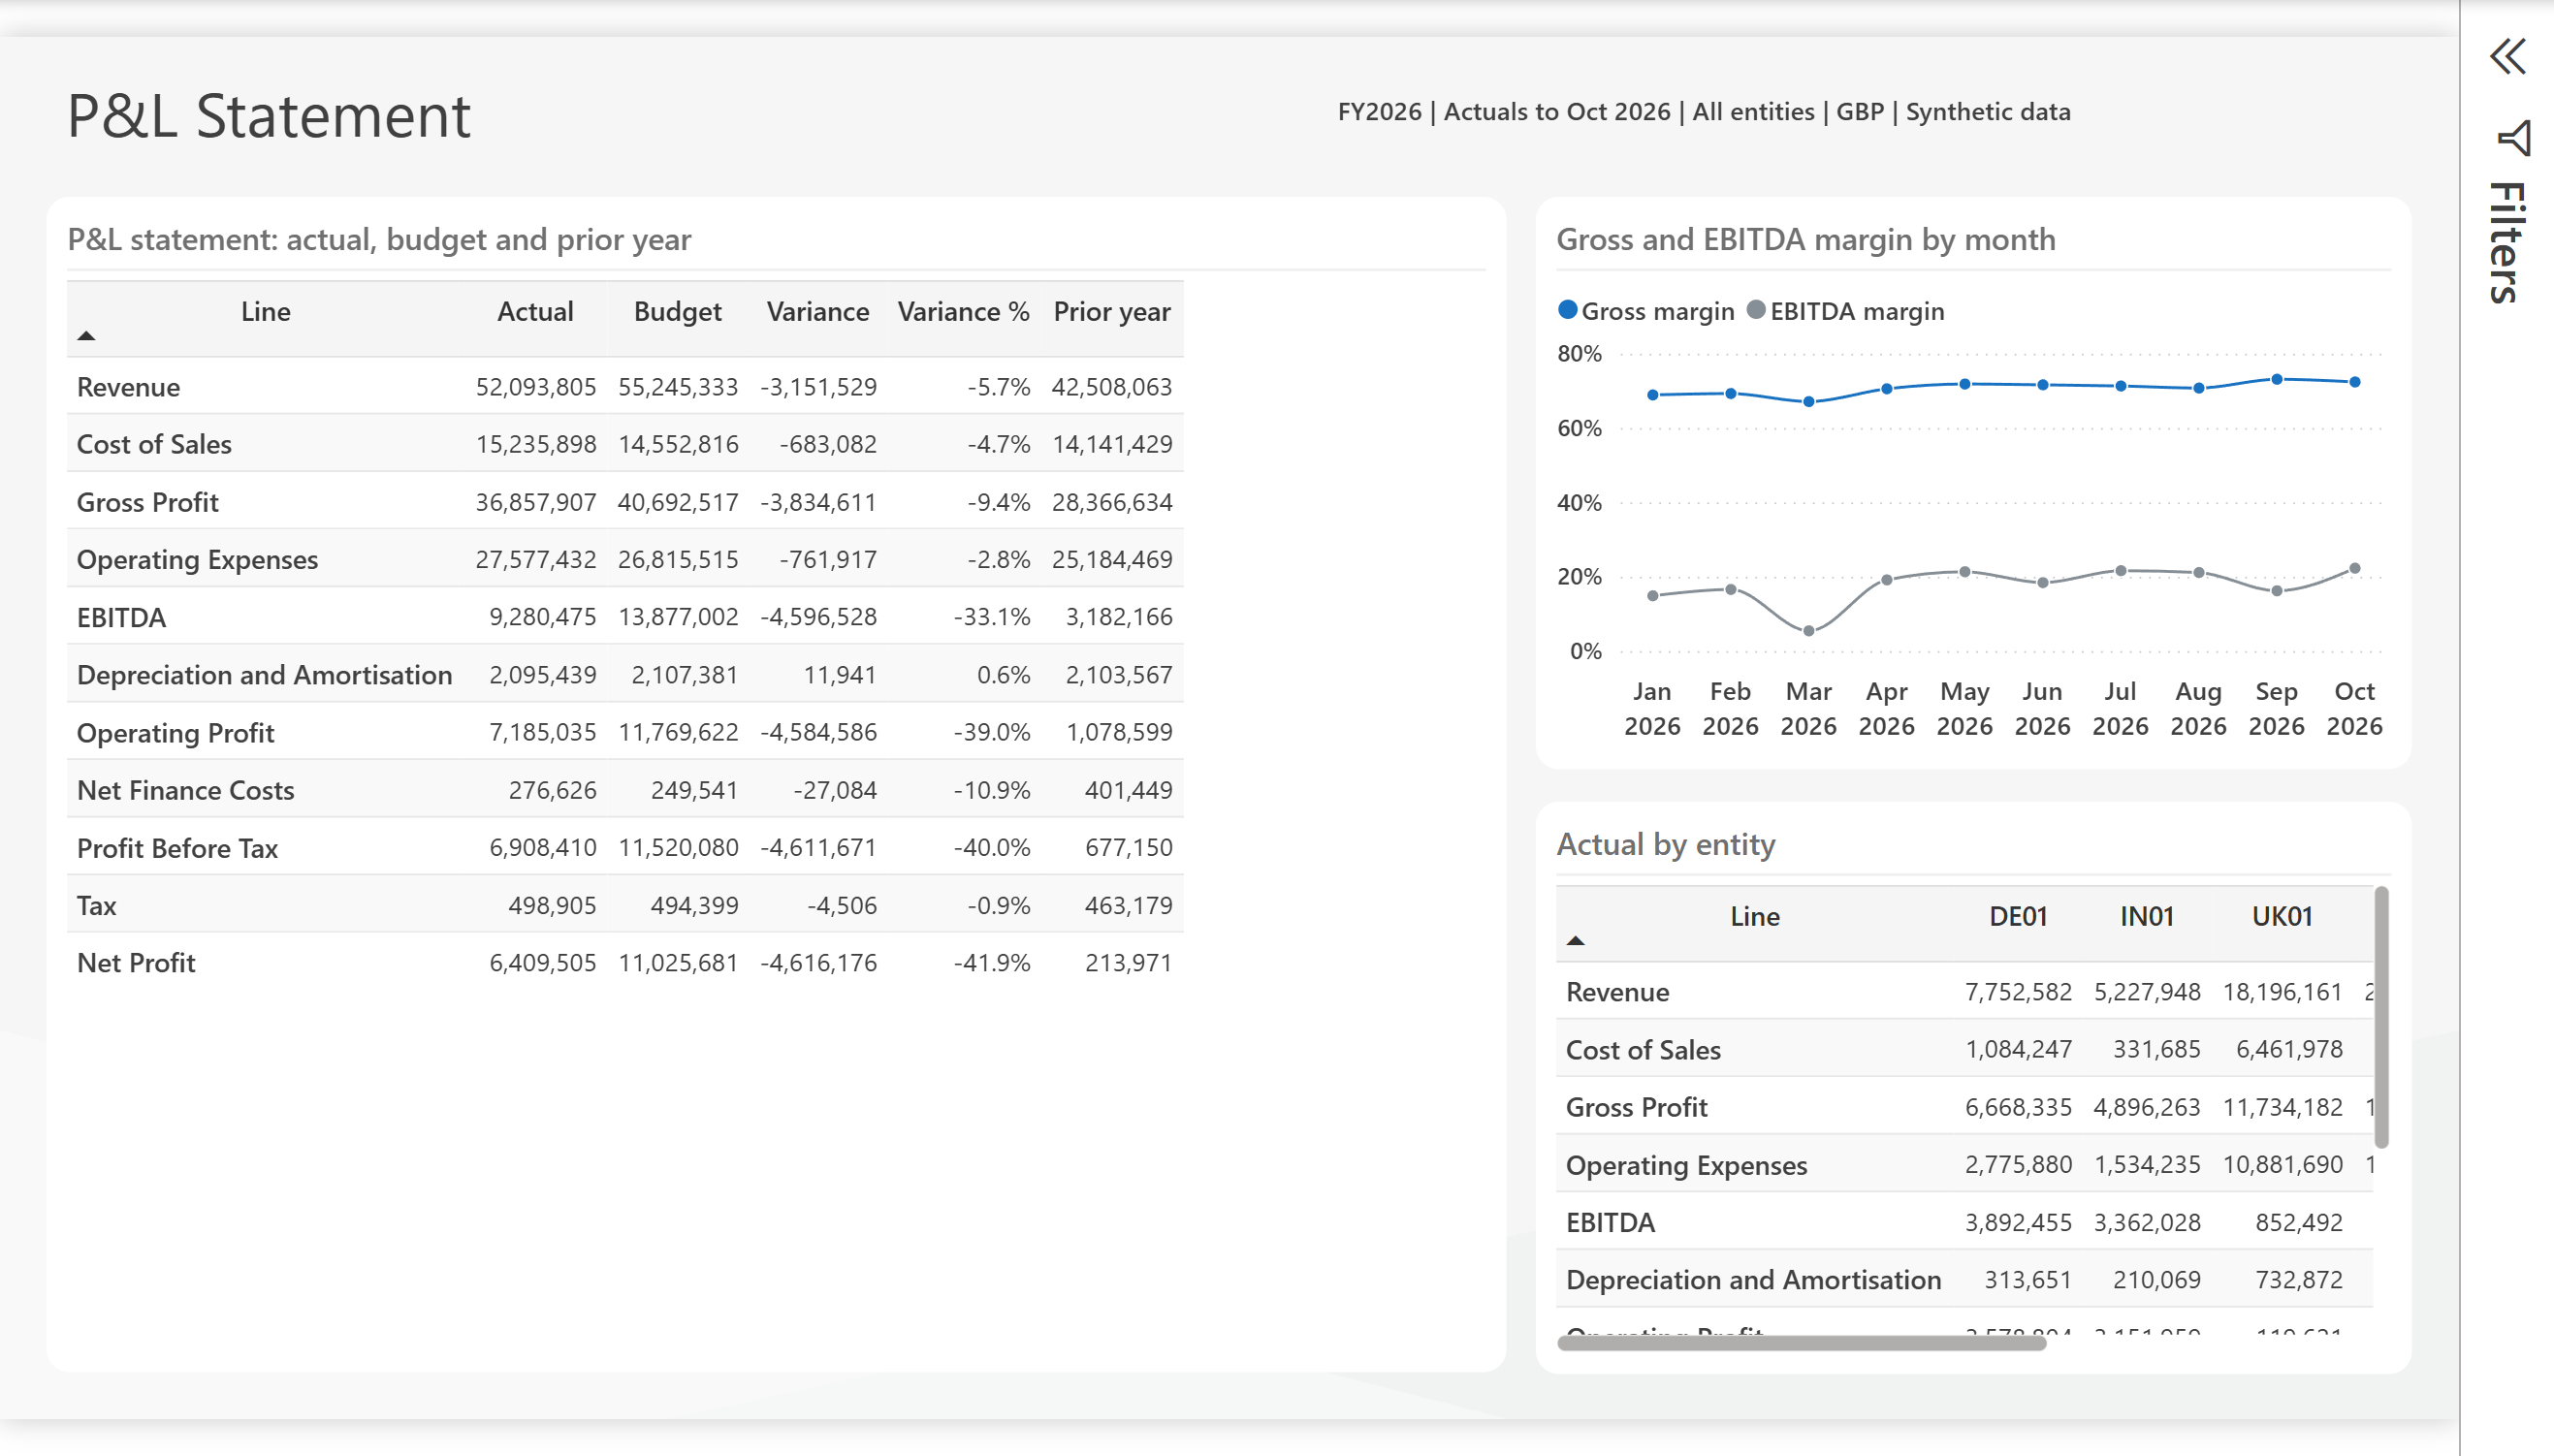 P&L Statement
FY2026 | Actuals to Oct 2026 | All entities | GBP | Synthetic data
Filters
P&L statement: actual, budget and prior year
Line Actual Budget Variance Variance % Prior year
Revenue 52,093,805 55,245,333 -3,151,529 -5.7% 42,508,063
Cost of Sales 15,235,898 14,552,816 -683,082 -4.7% 14,141,429
Gross Profit 36,857,907 40,692,517 -3,834,611 -9.4% 28,366,634
Operating Expenses 27,577,432 26,815,515 -761,917 -2.8% 25,184,469
EBITDA 9,280,475 13,877,002 -4,596,528 -33.1% 3,182,166
Depreciation and Amortisation 2,095,439 2,107,381 11,941 0.6% 2,103,567
Operating Profit 7,185,035 11,769,622 -4,584,586 -39.0% 1,078,599
Net Finance Costs 276,626 249,541 -27,084 -10.9% 401,449
Profit Before Tax 6,908,410 11,520,080 -4,611,671 -40.0% 677,150
Tax 498,905 494,399 -4,506 -0.9% 463,179
Net Profit 6,409,505 11,025,681 -4,616,176 -41.9% 213,971
Gross and EBITDA margin by month
Gross margin EBITDA margin
80%
60%
40%
20%
0%
Jan Feb Mar Apr May Jun Jul Aug Sep Oct
2026 2026 2026 2026 2026 2026 2026 2026 2026 2026
Actual by entity
Line DE01 IN01 UK01
Revenue 7,752,582 5,227,948 18,196,161 2
Cost of Sales 1,084,247 331,685 6,461,978
Gross Profit 6,668,335 4,896,263 11,734,182 1
Operating Expenses 2,775,880 1,534,235 10,881,690 1
EBITDA 3,892,455 3,362,028 852,492
Depreciation and Amortisation 313,651 210,069 732,872
Operating Profit